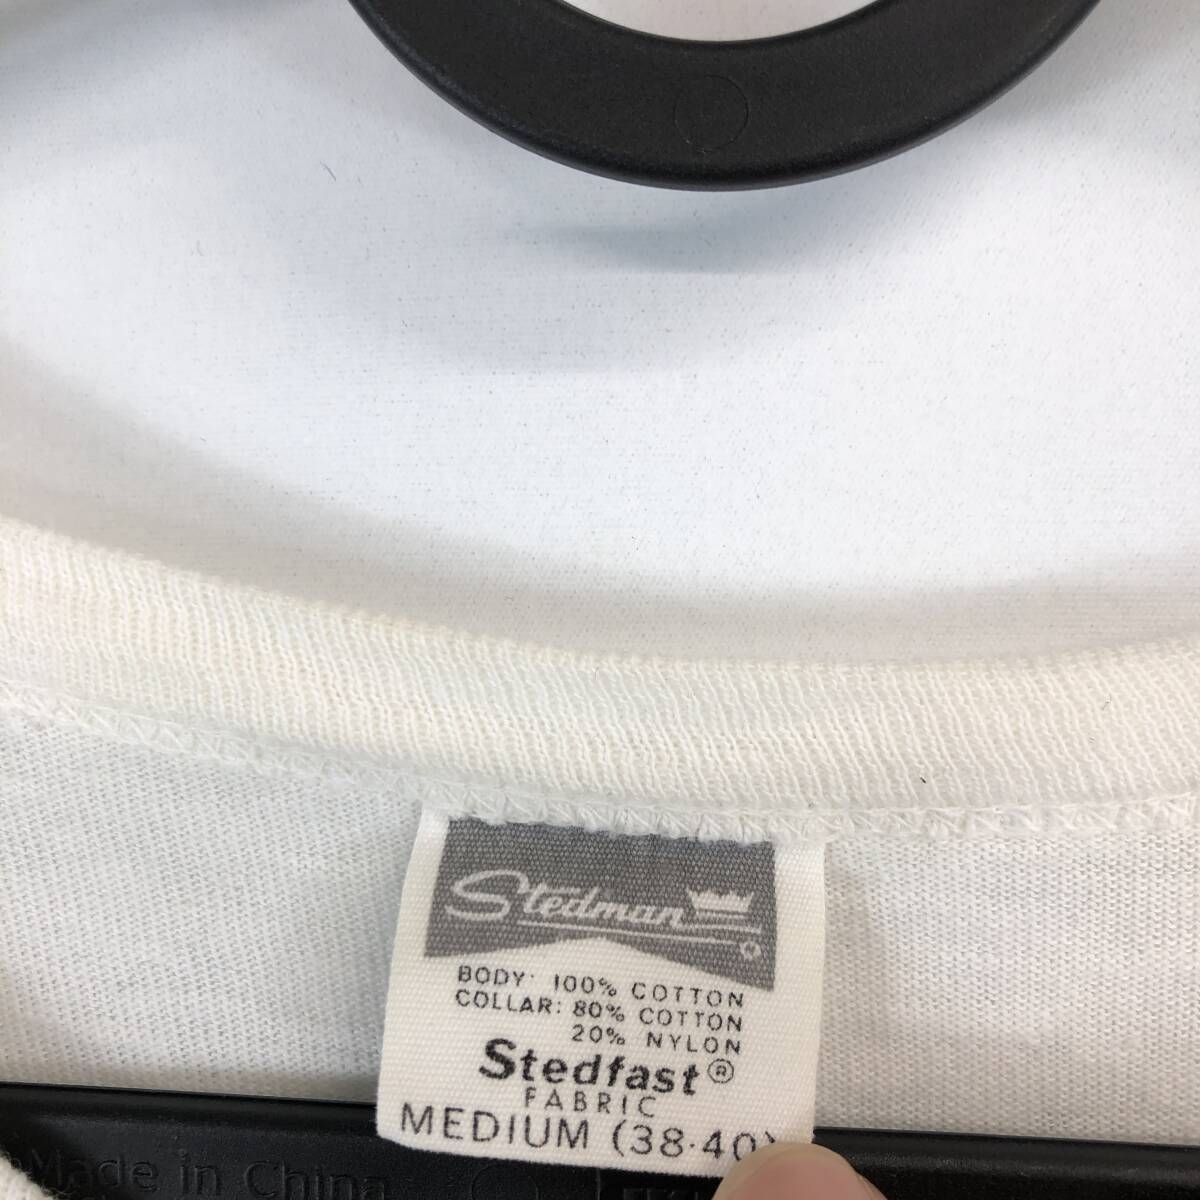 Stedman
BODY: 100% COTTON
COLLAR: 80% COTTON
20% NYLON
Stedfast®
FABRIC
MEDIUM (38-40)
Made in China